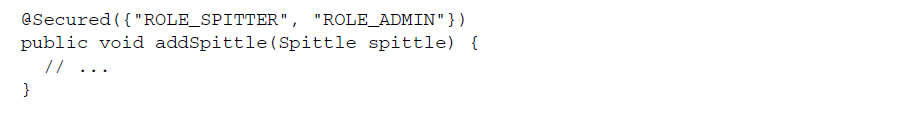 @Secured({"ROLE_SPITTER", "ROLE_ADMIN"})
public void addSpittle(Spittle spittle) {
  // ...
}